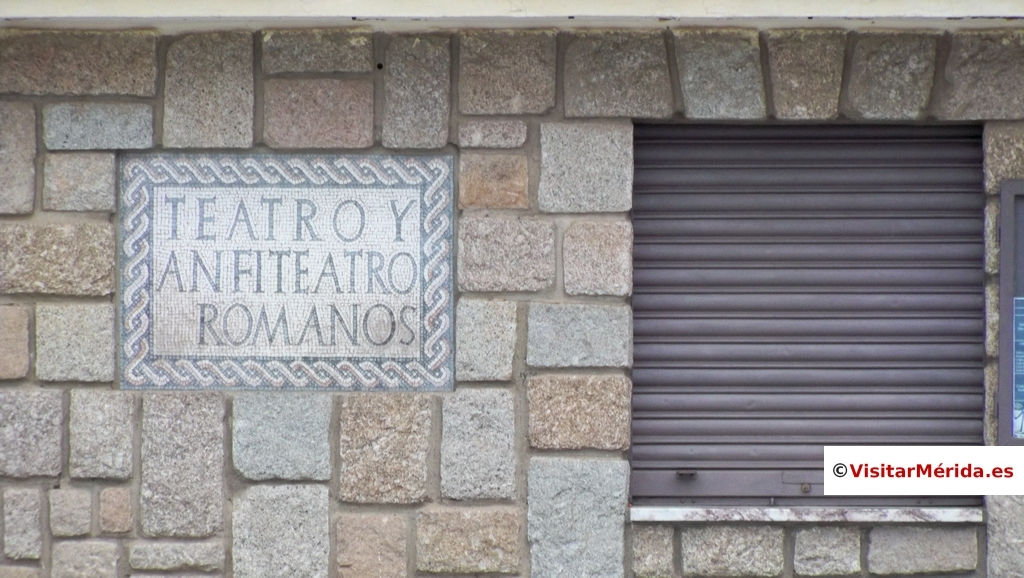 TEATRO Y
ANFITEATRO
ROMANOS
©VisitarMérida.es